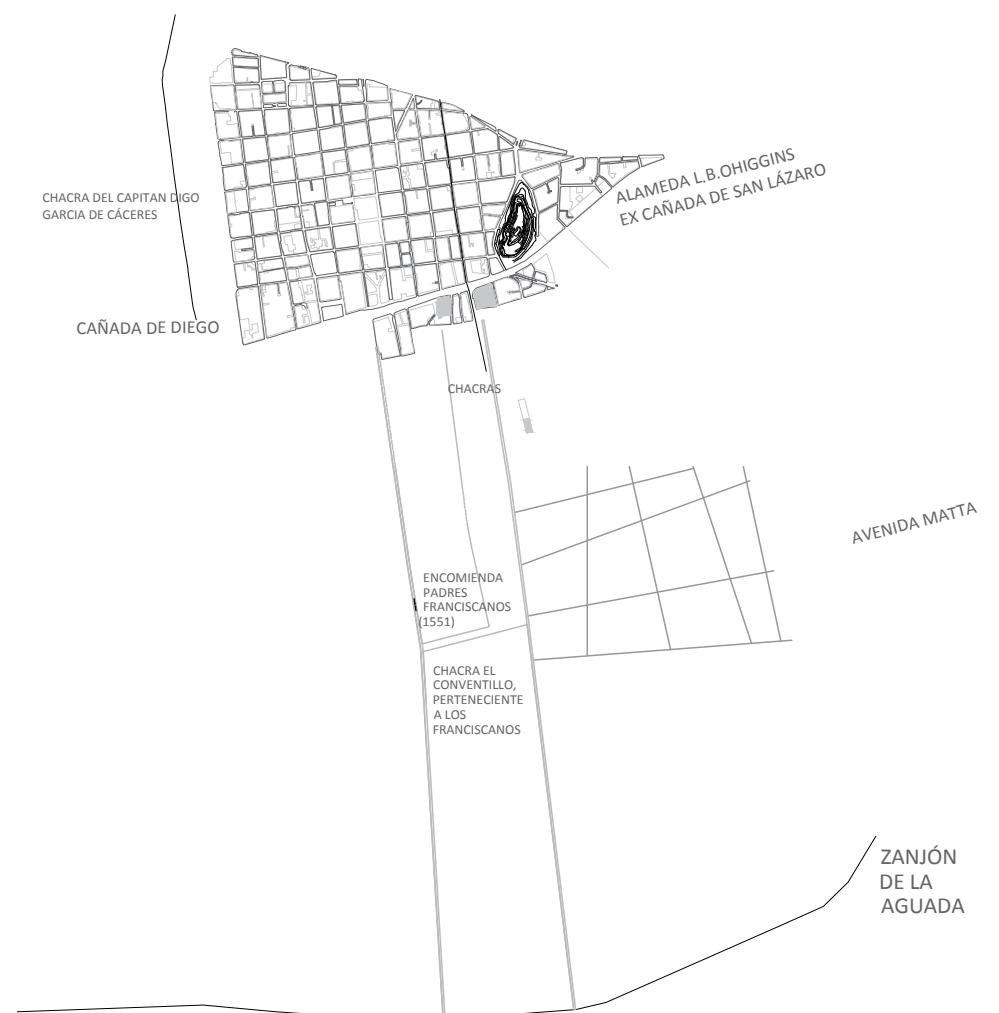 ALAMEDA L.B.OHIGGINS
EX CAÑADA DE SAN LÁZARO
CHACRA DEL CAPITAN DIGO
GARCIA DE CÁCERES
CAÑADA DE DIEGO
CHACRAS
AVENIDA MATTA
ENCOMIENDA
PADRES
FRANCISCANOS
(1551)
CHACRA EL
CONVENTILLO,
PERTENECIENTE
A LOS
FRANCISCANOS
ZANJÓN
DE LA
AGUADA